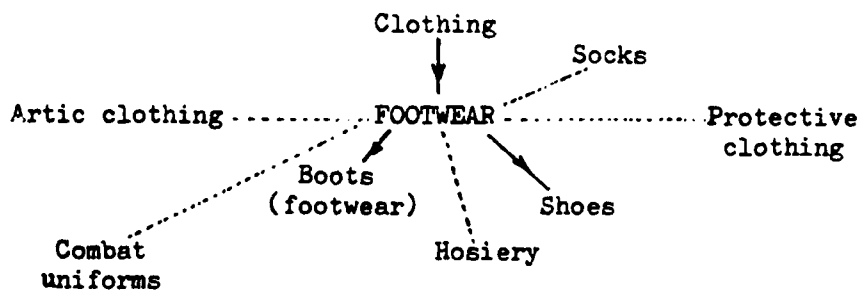 Clothing
Socks
Artic clothing
FOOTWEAR
Protective
clothing
Boots
(footwear)
Shoes
Combat
uniforms
Hosiery